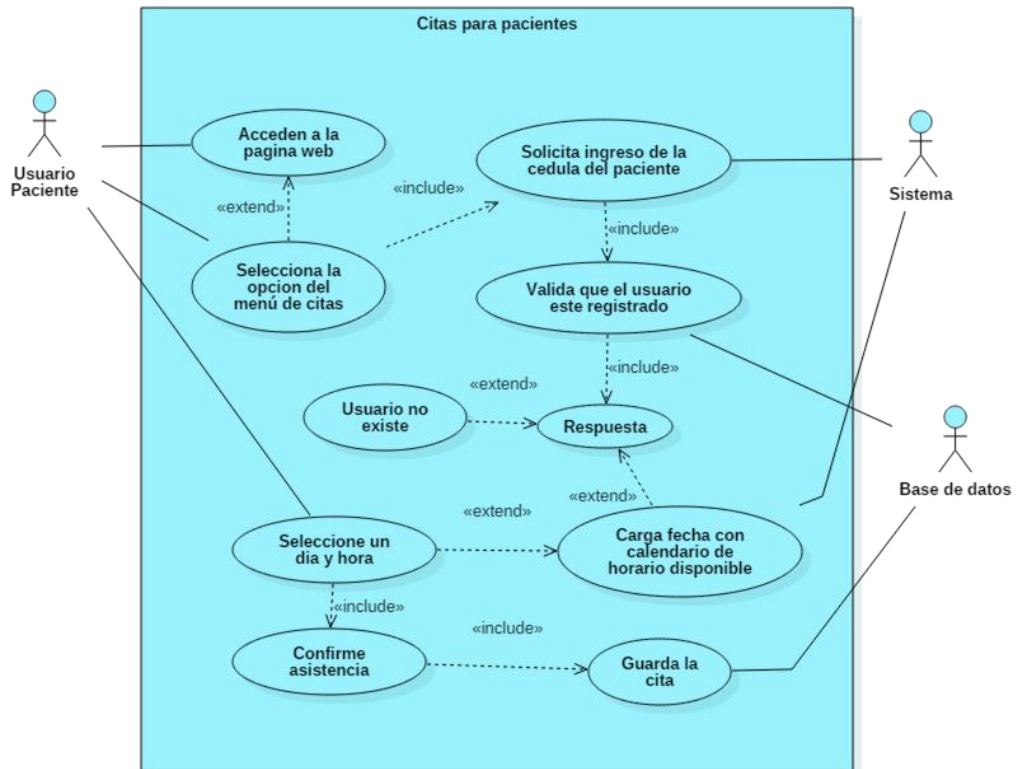 Citas para pacientes
Usuario
Paciente
Acceden a la
pagina web
Solicita ingreso de la
cedula del paciente
Sistema
«include»
«extend»
«include»
Selecciona la
opcion del
menú de citas
Valida que el usuario
este registrado
«include»
«extend»
Usuario no
existe
Respuesta
Base de datos
«extend»
«extend»
Seleccione un
dia y hora
Carga fecha con
calendario de
horario disponible
«include»
«include»
Confirme
asistencia
Guarda la
cita